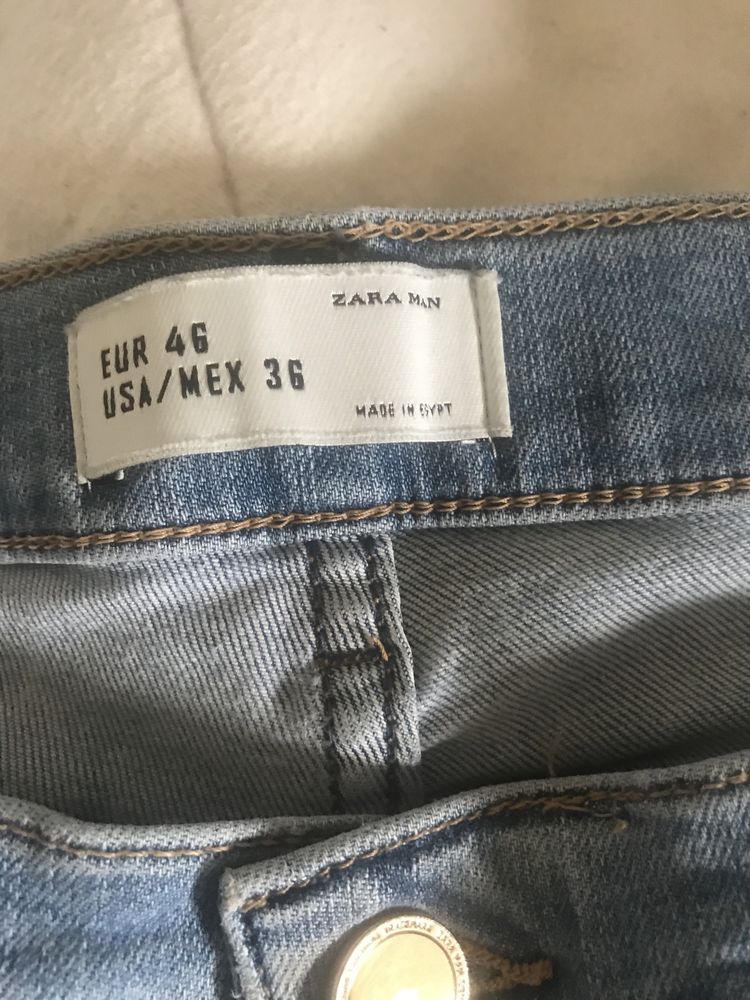 ZARA MAN
EUR 46
USA/MEX 36
MADE IN EGYPT